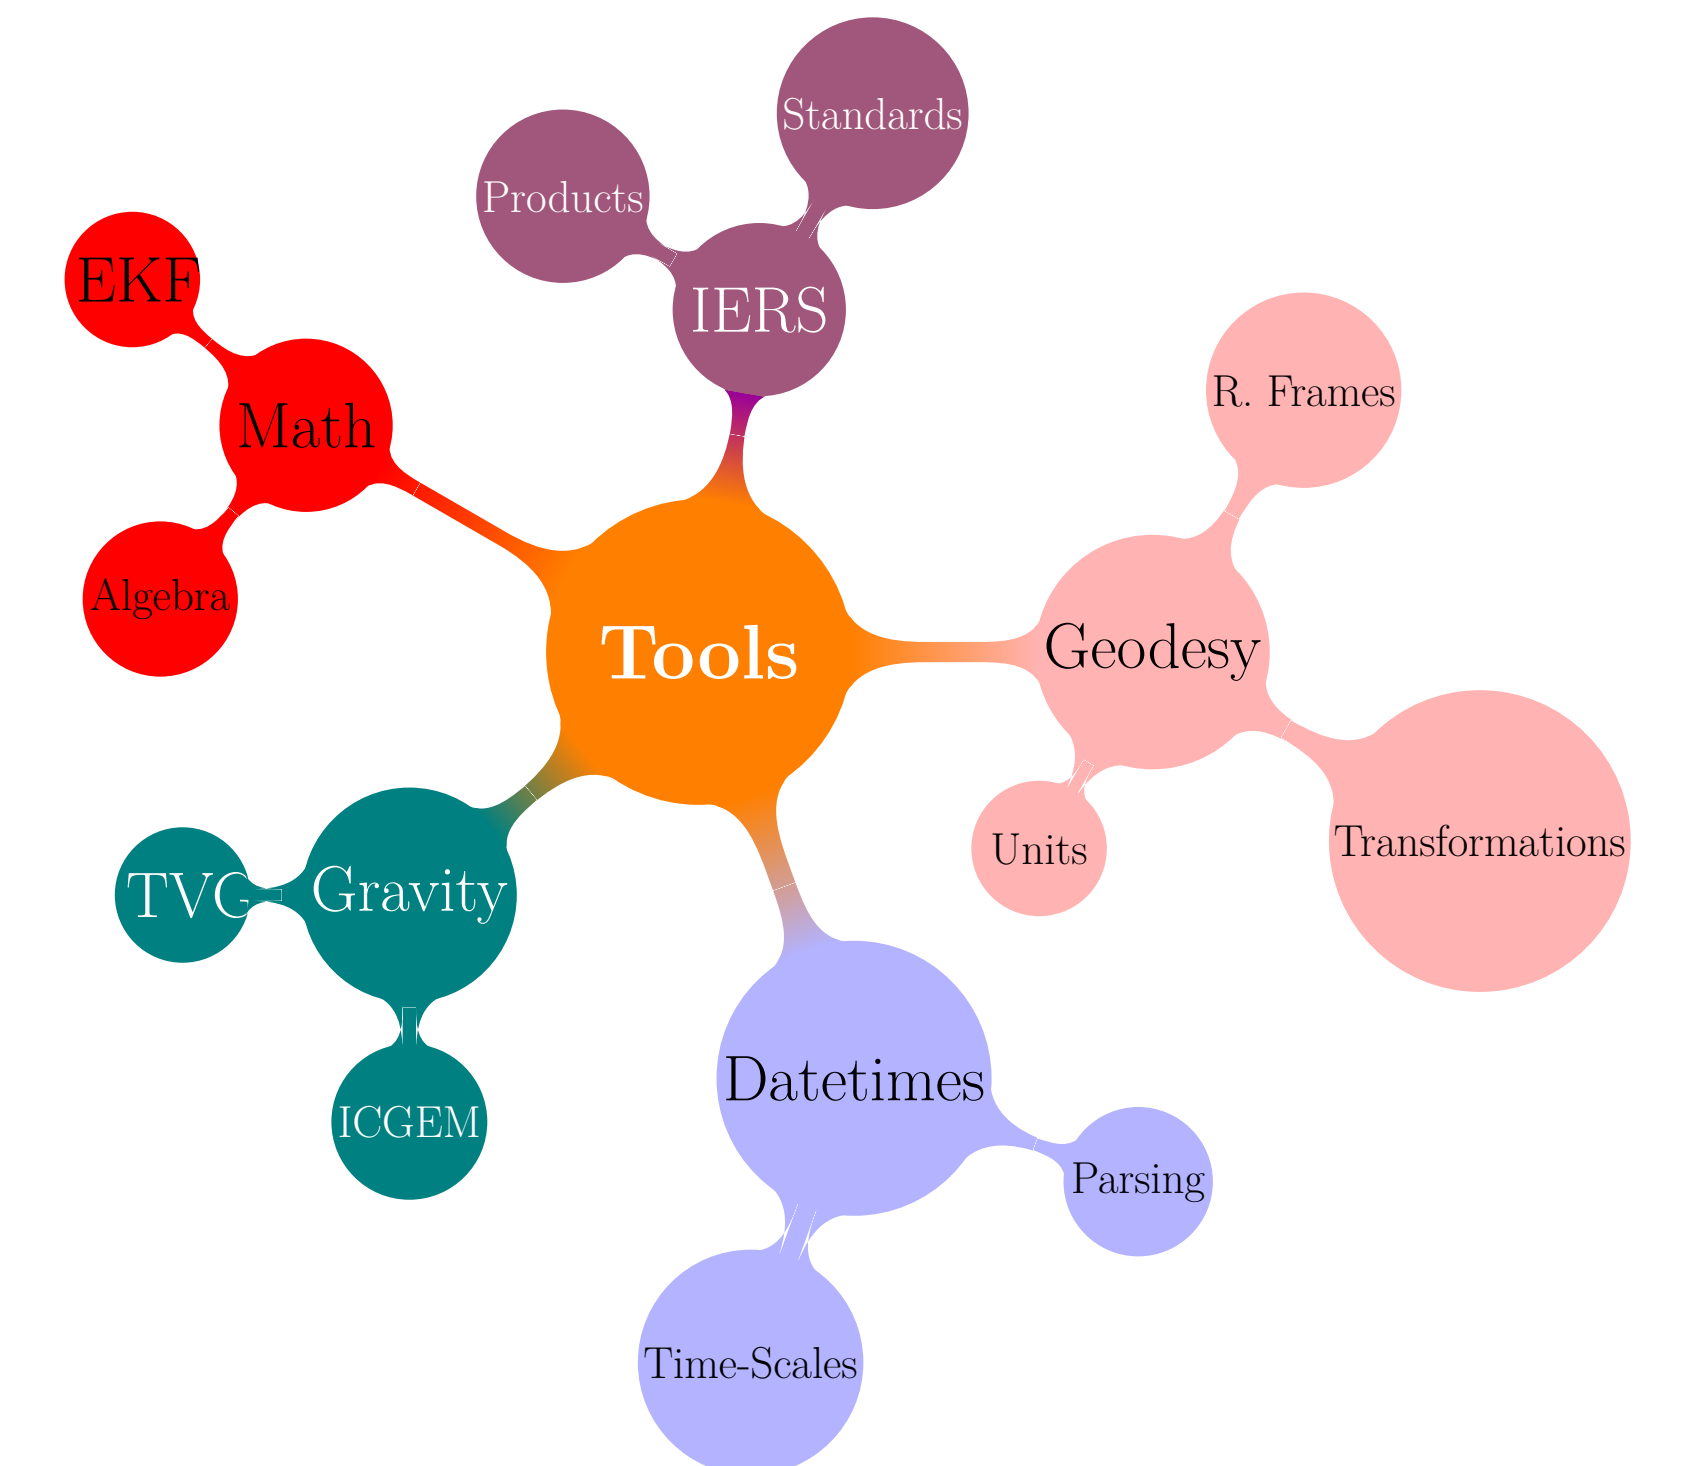 Standards
Products
EKF
IERS
R. Frames
Math
Algebra
Tools
Geodesy
Units
Transformations
TVG
Gravity
Datetimes
ICGEM
Parsing
Time-Scales